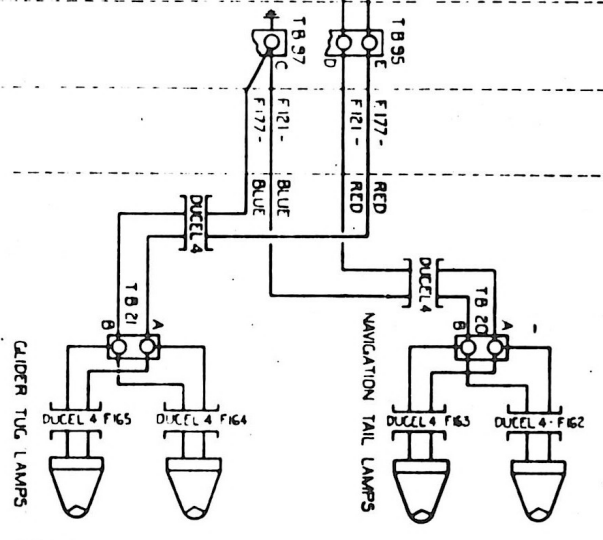 TB 97
TB 95
C
D
E
F177-
F121-
F121-
F177-
BLUE
BLUE
RED
RED
DUCEL 4
DUCEL 4
TB 21
B
A
TB 20
B
A
GLIDER TUG LAMPS
NAVIGATION TAIL LAMPS
DUCEL 4 F165
DUCEL 4 F164
DUCEL 4 F163
DUCEL 4 - F162